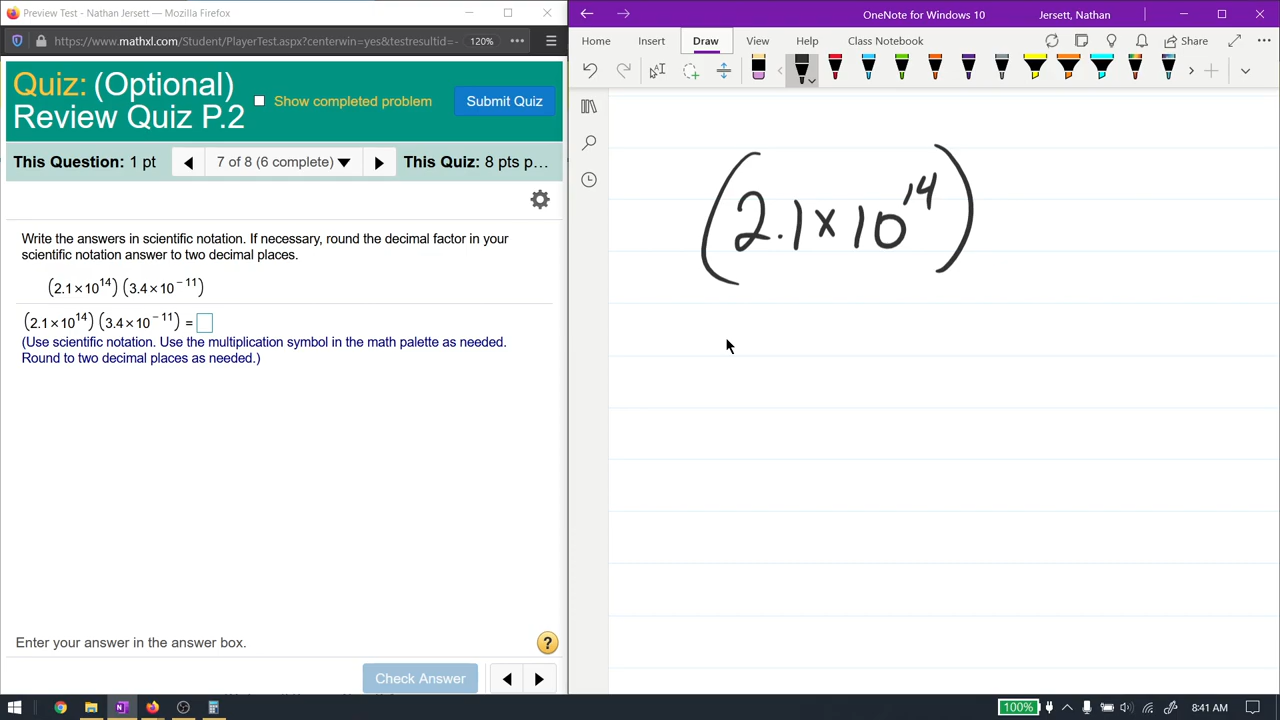 Preview Test - Nathan Jersett — Mozilla Firefox
https://www.mathxl.com/Student/PlayerTest.aspx?centerwin=yes&testresultid=-
120%
Quiz: (Optional)
Review Quiz P.2
Show completed problem
Submit Quiz
This Question: 1 pt
7 of 8 (6 complete)
This Quiz: 8 pts p…
Write the answers in scientific notation. If necessary, round the decimal factor in your
scientific notation answer to two decimal places.
(2.1×10¹⁴)(3.4×10⁻¹¹)
(2.1×10¹⁴)(3.4×10⁻¹¹) =
(Use scientific notation. Use the multiplication symbol in the math palette as needed.
Round to two decimal places as needed.)
Enter your answer in the answer box.
?
Check Answer
OneNote for Windows 10
Jersett, Nathan
Home Insert Draw View Help Class Notebook
Share
(2.1×10¹⁴)
100%
8:41 AM